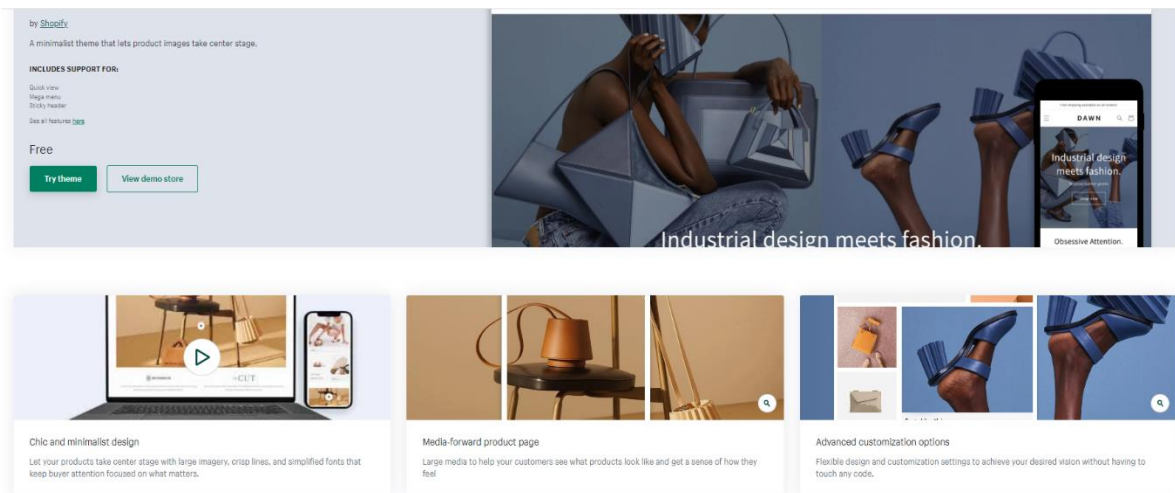 by Shopify
A minimalist theme that lets product images take center stage.
INCLUDES SUPPORT FOR:
Quick view
Mega menu
Sticky header
See all features here
Free
Try theme
View demo store
Industrial design meets fashion.
DAWN
Industrial design
meets fashion.
Obsessive Attention.
THE CUT
Chic and minimalist design
Let your products take center stage with large imagery, crisp lines, and simplified fonts that
keep buyer attention focused on what matters.
Media-forward product page
Large media to help your customers see what products look like and get a sense of how they
feel
Advanced customization options
Flexible design and customization settings to achieve your desired vision without having to
touch any code.